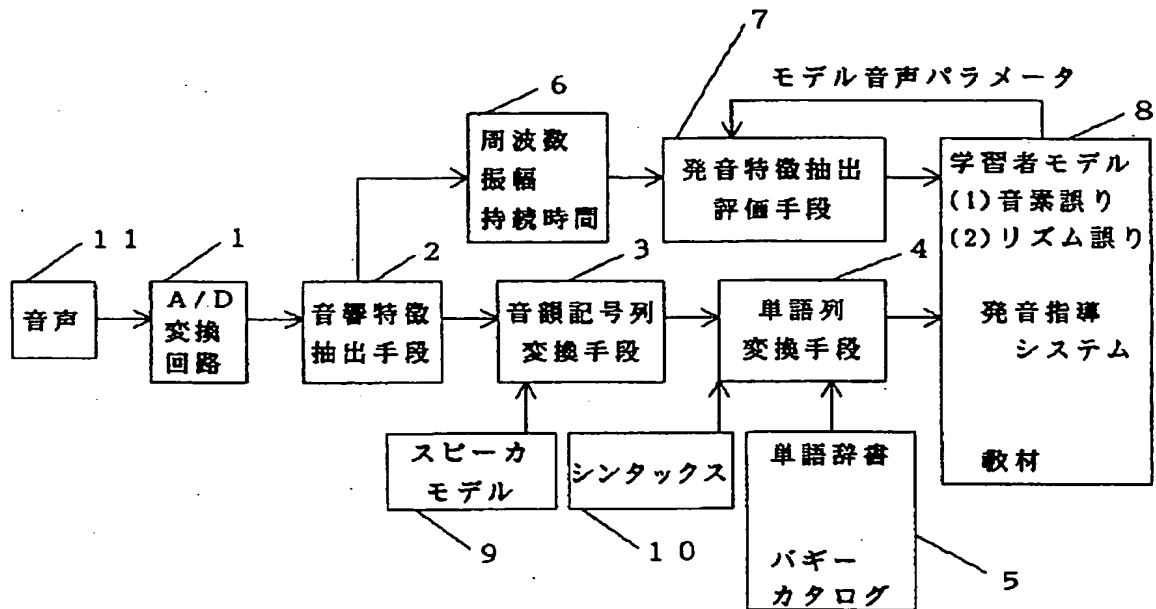 7
モデル音声パラメータ
6
8
周波数
振幅
持続時間
発音特徴抽出
評価手段
学習者モデル
(1)音素誤り
(2)リズム誤り
発音指導
システム
教材
11
1
2
3
4
音声
A/D
変換
回路
音響特徴
抽出手段
音韻記号列
変換手段
単語列
変換手段
スピーカ
モデル
シンタックス
単語辞書
バギー
カタログ
9
10
5